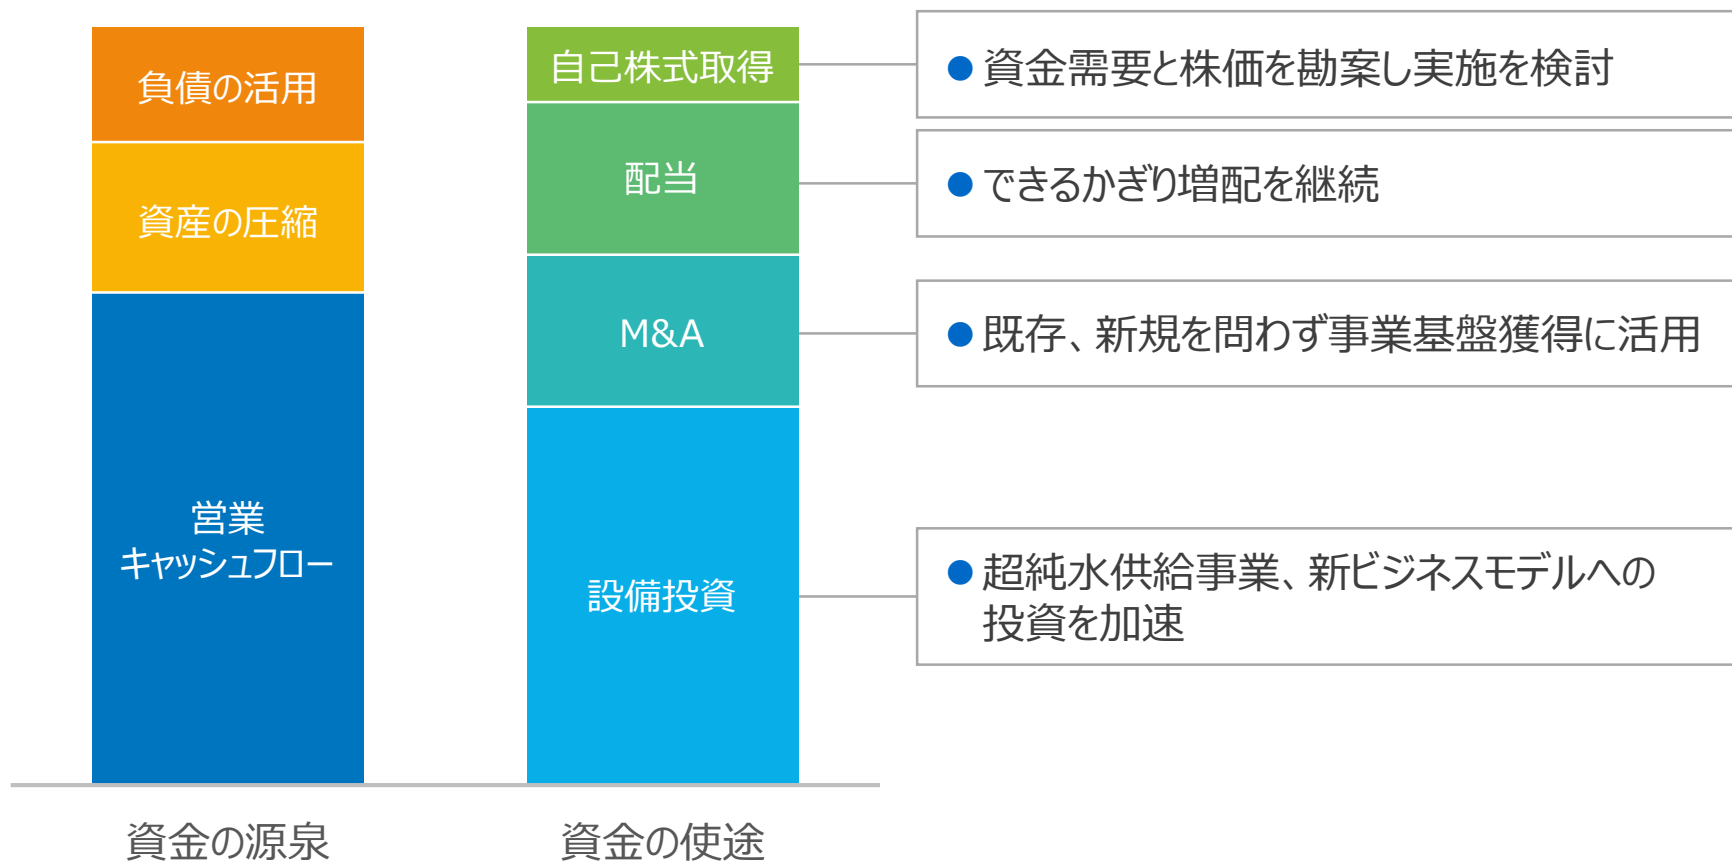 負債の活用
資産の圧縮
営業
キャッシュフロー
資金の源泉
自己株式取得
配当
M&A
設備投資
資金の使途
● 資金需要と株価を勘案し実施を検討
● できるかぎり増配を継続
● 既存、新規を問わず事業基盤獲得に活用
● 超純水供給事業、新ビジネスモデルへの
投資を加速